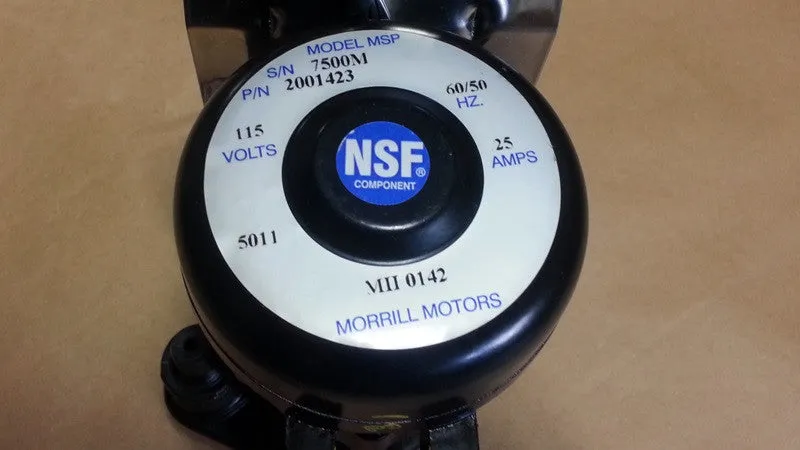 MODEL MSP
S/N 7500M
P/N 2001423
60/50
HZ.
115
VOLTS
25
AMPS
NSF®
COMPONENT
5011
MII 0142
MORRILL MOTORS